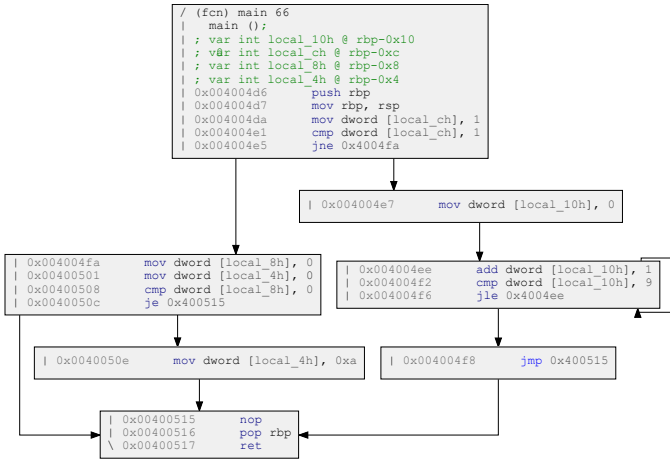 / (fcn) main 66
|   main ();
| ; var int local_10h @ rbp-0x10
| ; var int local_ch @ rbp-0xc
| ; var int local_8h @ rbp-0x8
| ; var int local_4h @ rbp-0x4
| 0x004004d6 push rbp
| 0x004004d7 mov rbp, rsp
| 0x004004da mov dword [local_ch], 1
| 0x004004e1 cmp dword [local_ch], 1
| 0x004004e5 jne 0x4004fa
| 0x004004e7 mov dword [local_10h], 0
| 0x004004fa mov dword [local_8h], 0
| 0x00400501 mov dword [local_4h], 0
| 0x00400508 cmp dword [local_8h], 0
| 0x0040050c je 0x400515
| 0x004004ee add dword [local_10h], 1
| 0x004004f2 cmp dword [local_10h], 9
| 0x004004f6 jle 0x4004ee
| 0x0040050e mov dword [local_4h], 0xa
| 0x004004f8 jmp 0x400515
| 0x00400515 nop
| 0x00400516 pop rbp
\ 0x00400517 ret